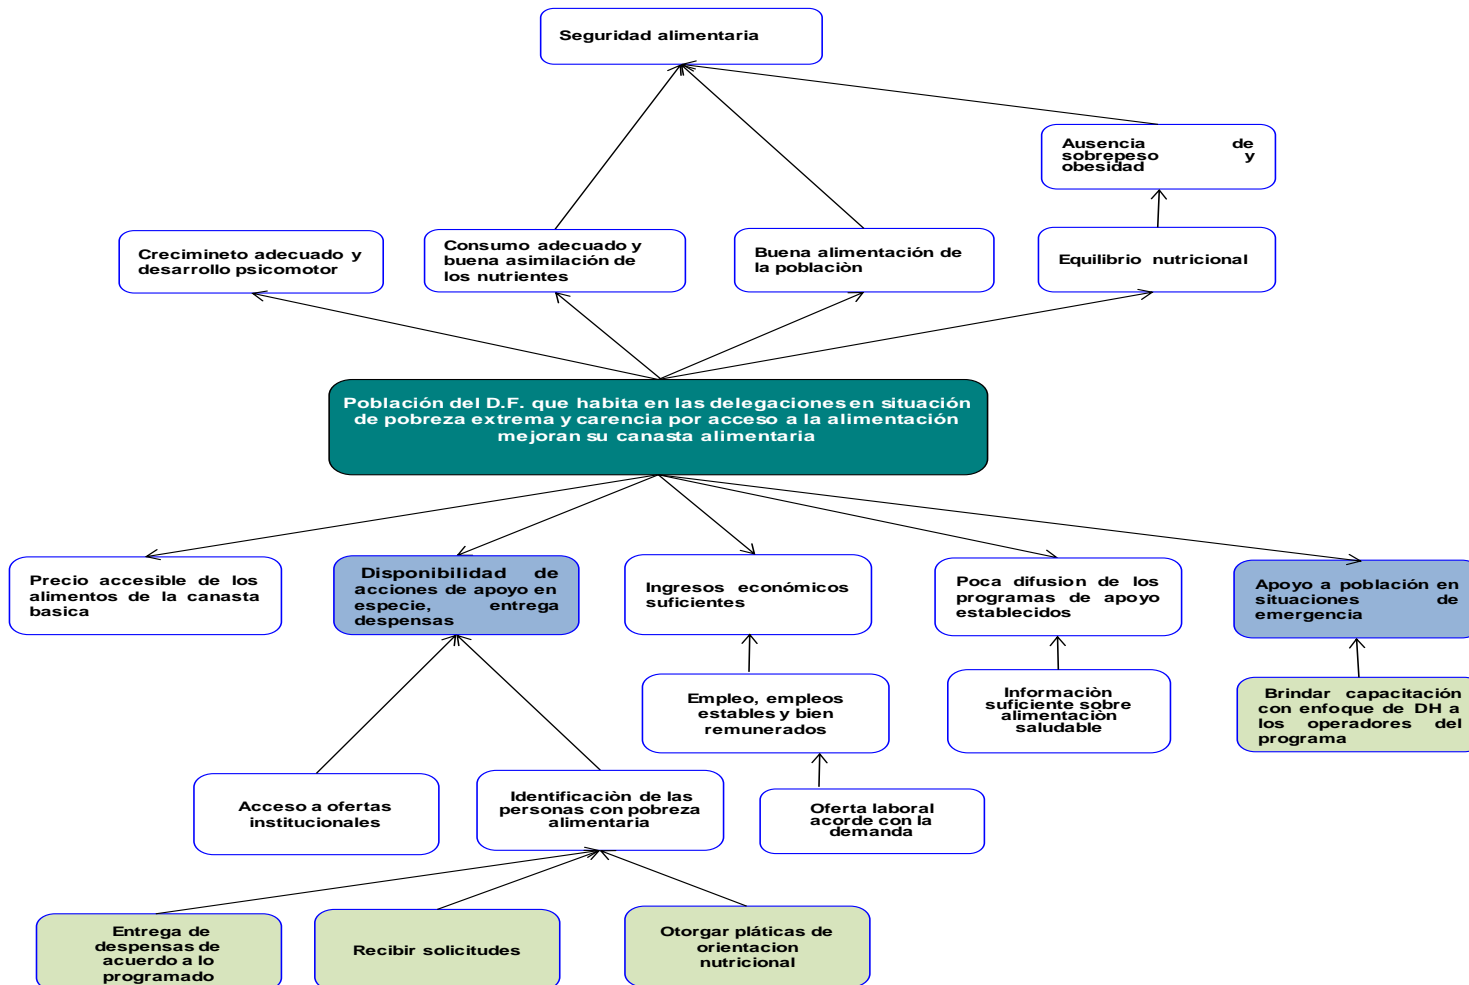 Seguridad alimentaria
Ausencia de
sobrepeso y
obesidad
Crecimineto adecuado y
desarrollo psicomotor
Consumo adecuado y
buena asimilación de
los nutrientes
Buena alimentación de
la poblaciòn
Equilibrio nutricional
Población del D.F. que habita en las delegaciones en situación
de pobreza extrema y carencia por acceso a la alimentación
mejoran su canasta alimentaria
Precio accesible de los
alimentos de la canasta
basica
Disponibilidad de
acciones de apoyo en
especie, entrega
despensas
Ingresos económicos
suficientes
Poca difusion de los
programas de apoyo
establecidos
Apoyo a población en
situaciones de
emergencia
Empleo, empleos
estables y bien
remunerados
Informaciòn
suficiente sobre
alimentaciòn
saludable
Brindar capacitación
con enfoque de DH a
los operadores del
programa
Acceso a ofertas
institucionales
Identificaciòn de las
personas con pobreza
alimentaria
Oferta laboral
acorde con la
demanda
Entrega de
despensas de
acuerdo a lo
programado
Recibir solicitudes
Otorgar pláticas de
orientacion
nutricional